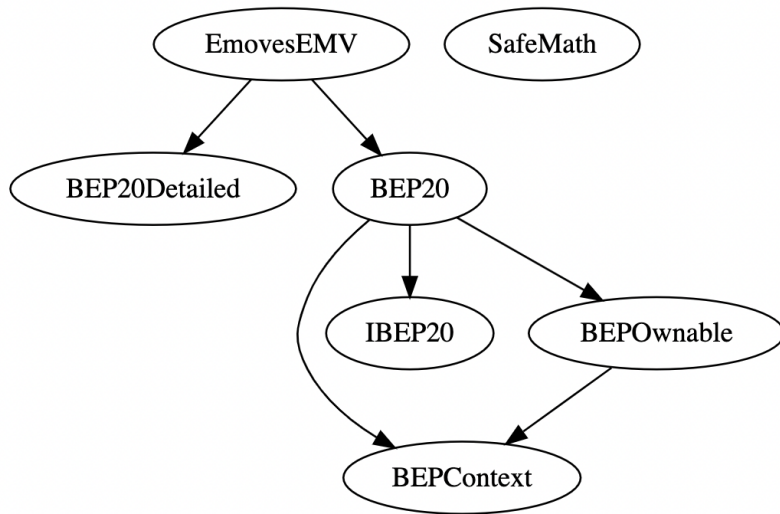 EmovesEMV
SafeMath
BEP20Detailed
BEP20
IBEP20
BEPOwnable
BEPContext